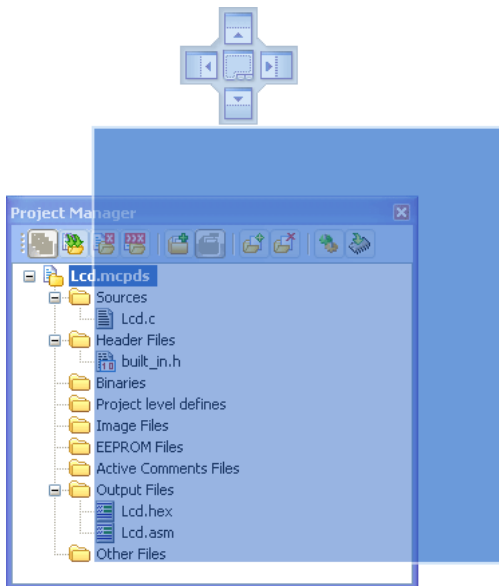 Project Manager
Lcd.mcpds
Sources
Lcd.c
Header Files
built_in.h
Binaries
Project level defines
Image Files
EEPROM Files
Active Comments Files
Output Files
Lcd.hex
Lcd.asm
Other Files